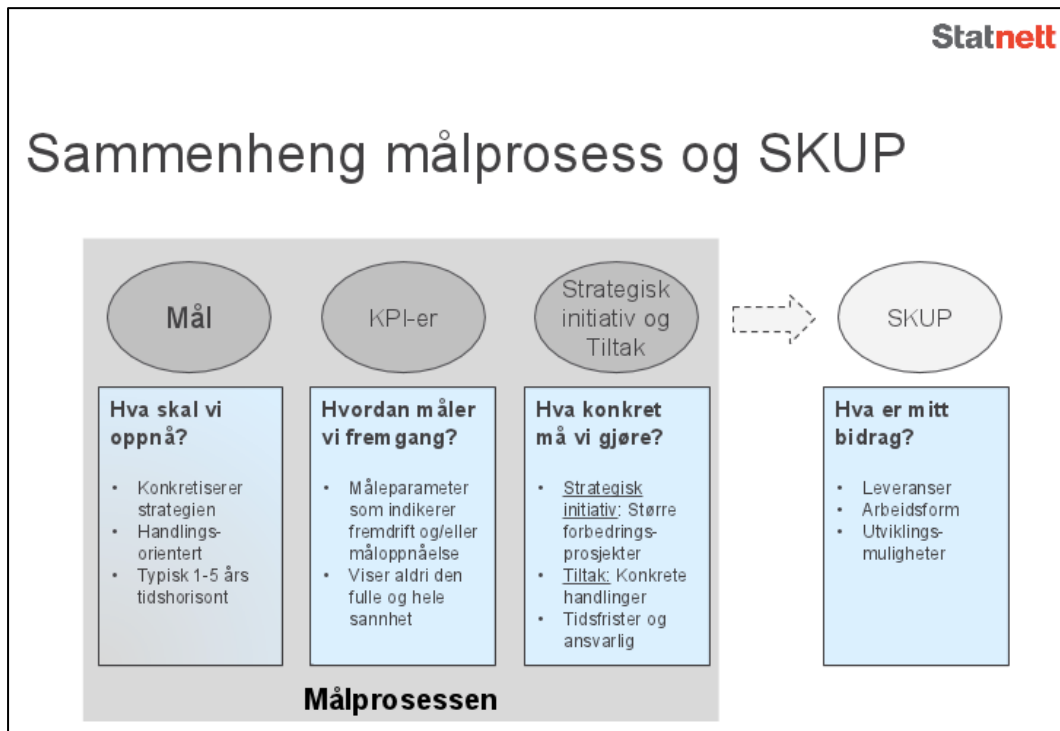 Statnett
Sammenheng målprosess og SKUP
Mål
KPI-er
Strategisk
initiativ og
Tiltak
SKUP
Hva skal vi
oppnå?
• Konkretiserer
strategien
• Handlings-
orientert
• Typisk 1-5 års
tidshorisont
Hvordan måler
vi fremgang?
• Måleparameter
som indikerer
fremdrift og/eller
måloppnåelse
• Viser aldri den
fulle og hele
sannhet
Hva konkret
må vi gjøre?
• Strategisk
initiativ: Større
forbedrings-
prosjekter
• Tiltak: Konkrete
handlinger
• Tidsfrister og
ansvarlig
Hva er mitt
bidrag?
• Leveranser
• Arbeidsform
• Utviklings-
muligheter
Målprosessen